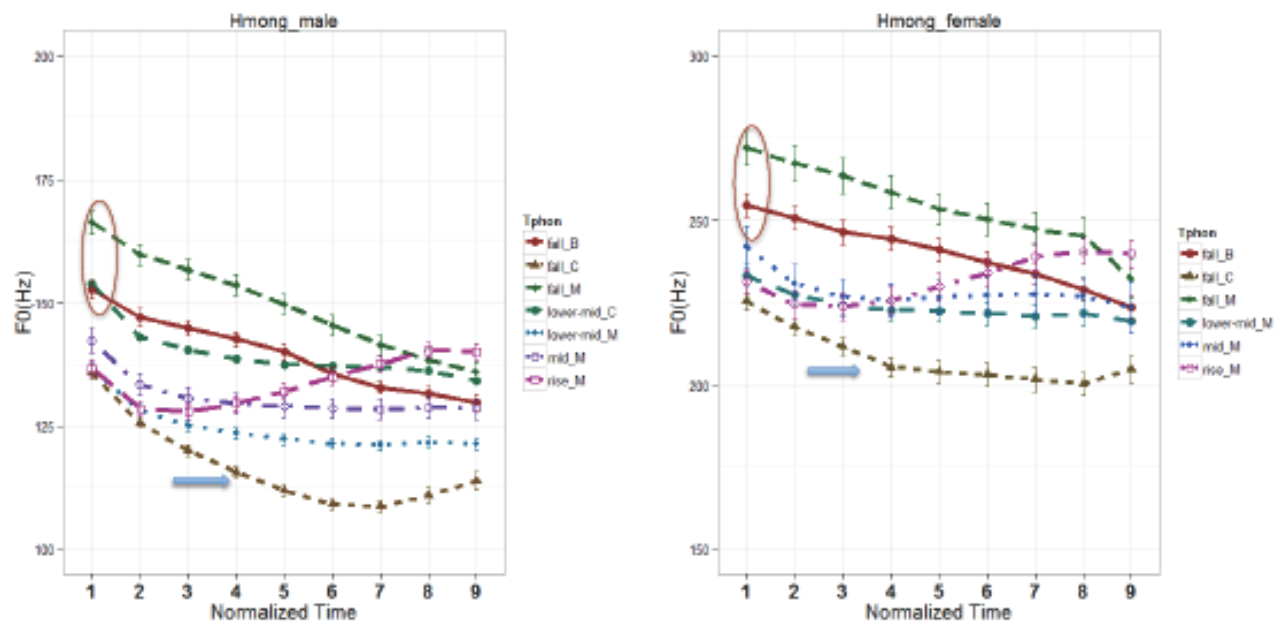 Hmong_male
200
175
150
125
100
F0(Hz)
1 2 3 4 5 6 7 8 9
Normalized Time
Tphon
fall_B
fall_C
fall_M
lower-mid_C
lower-mid_M
mid_M
rise_M
Hmong_female
300
250
200
150
F0(Hz)
1 2 3 4 5 6 7 8 9
Normalized Time
Tphon
fall_B
fall_C
fall_M
lower-mid_M
mid_M
rise_M